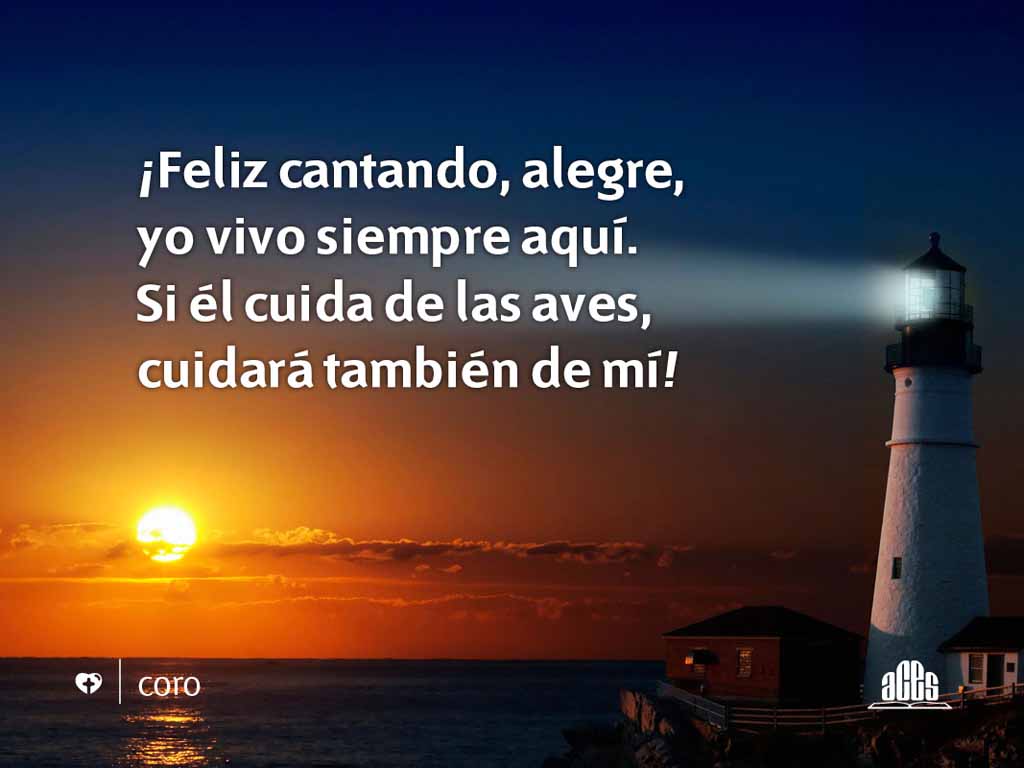 ¡Feliz cantando, alegre,
yo vivo siempre aquí.
Si él cuida de las aves,
cuidará también de mí!
coro
aces